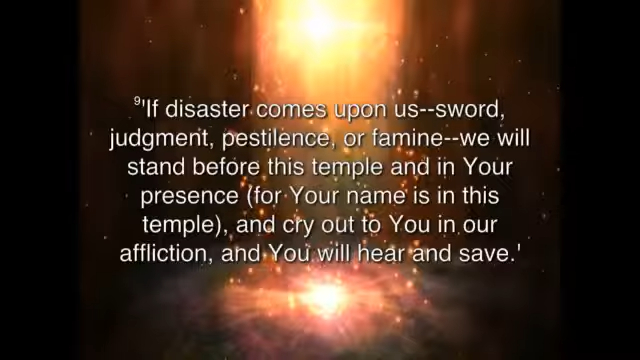 9'If disaster comes upon us--sword,
judgment, pestilence, or famine--we will
stand before this temple and in Your
presence (for Your name is in this
temple), and cry out to You in our
affliction, and You will hear and save.'